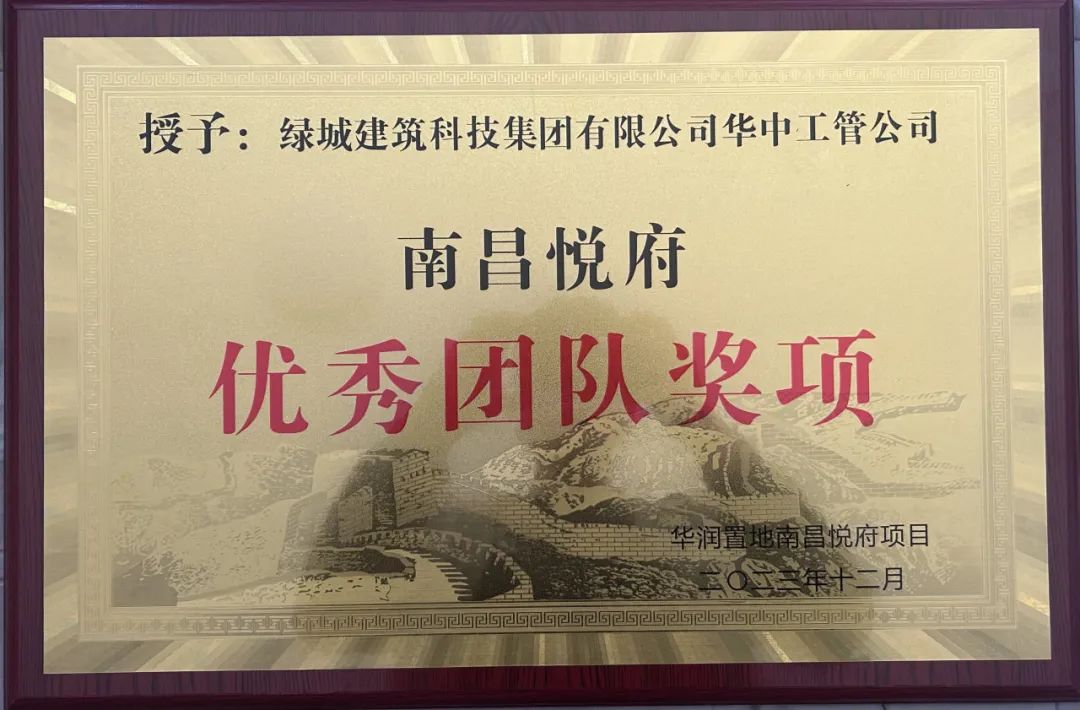 授予：绿城建筑科技集团有限公司华中工管公司
南昌悦府
优秀团队奖项
华润置地南昌悦府项目
二〇二三年十二月